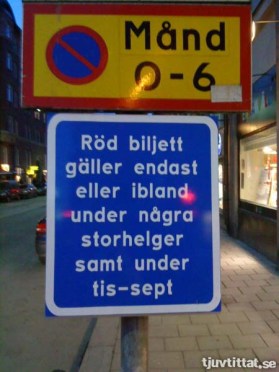 Månd
0-6
Röd biljett
gäller endast
eller ibland
under några
storhelger
samt under
tis-sept
tjuvtittat.se